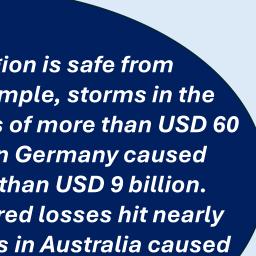 gion is safe from
mple, storms in the
s of more than USD 60
n Germany caused
than USD 9 billion.
red losses hit nearly
s in Australia caused